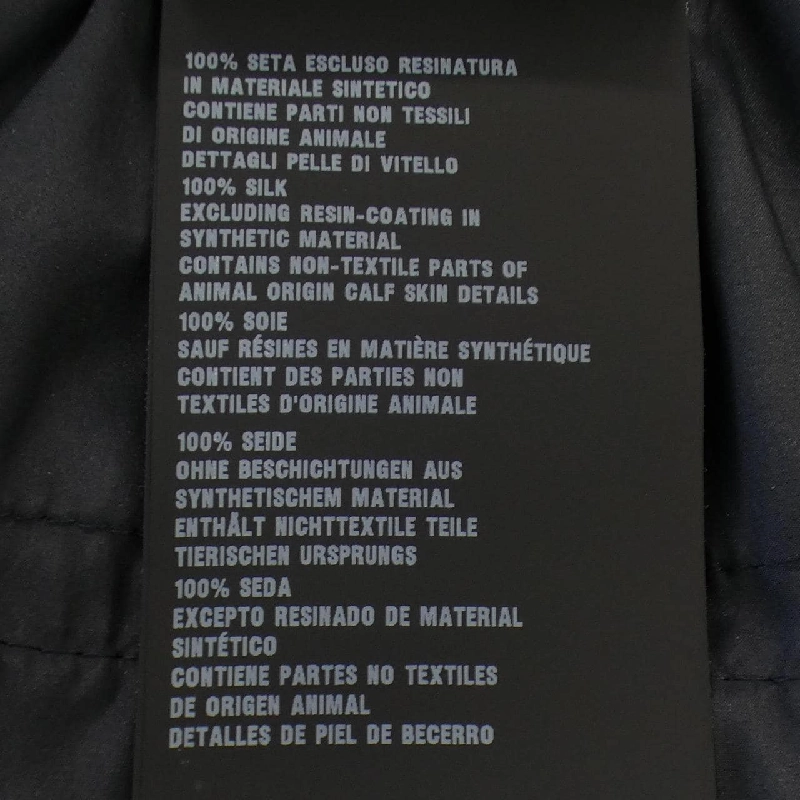 100% SETA ESCLUSO RESINATURA
IN MATERIALE SINTETICO
CONTIENE PARTI NON TESSILI
DI ORIGINE ANIMALE
DETTAGLI PELLE DI VITELLO
100% SILK
EXCLUDING RESIN-COATING IN
SYNTHETIC MATERIAL
CONTAINS NON-TEXTILE PARTS OF
ANIMAL ORIGIN CALF SKIN DETAILS
100% SOIE
SAUF RÉSINES EN MATIÈRE SYNTHÉTIQUE
CONTIENT DES PARTIES NON
TEXTILES D'ORIGINE ANIMALE
100% SEIDE
OHNE BESCHICHTUNGEN AUS
SYNTHETISCHEM MATERIAL
ENTHÅLT NICHTTEXTILE TEILE
TIERISCHEN URSPRUNGS
100% SEDA
EXCEPTO RESINADO DE MATERIAL
SINTÉTICO
CONTIENE PARTES NO TEXTILES
DE ORIGEN ANIMAL
DETALLES DE PIEL DE BECERRO